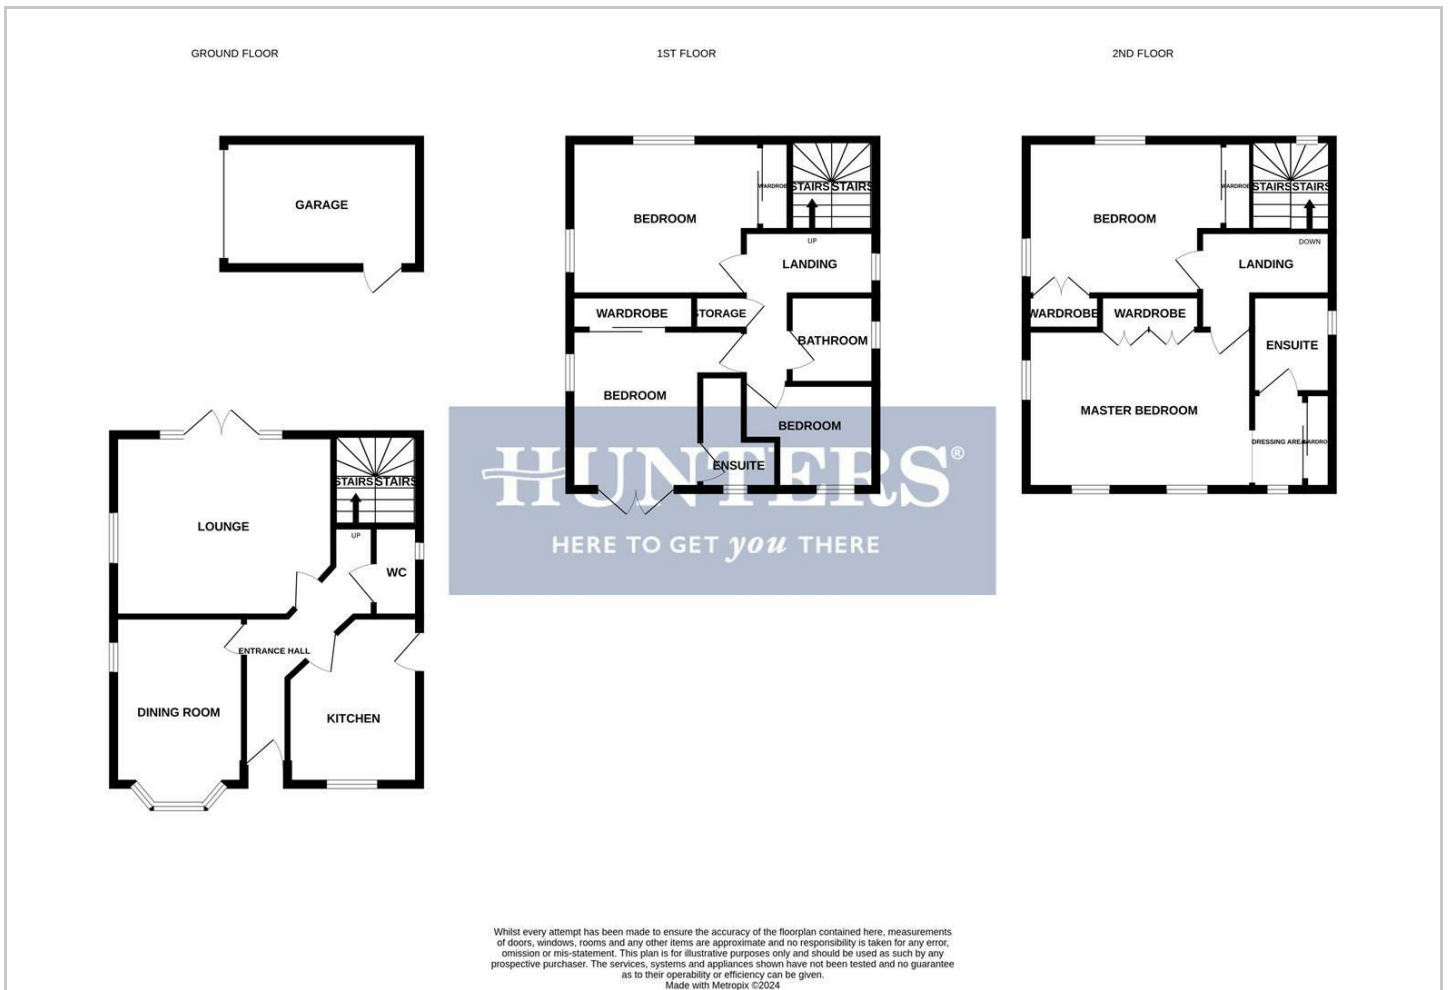 GROUND FLOOR
1ST FLOOR
2ND FLOOR
GARAGE
BEDROOM
WARDROBE
STAIRS STAIRS
UP
LANDING
WARDROBE
STORAGE
BATHROOM
BEDROOM
BEDROOM
ENSUITE
BEDROOM
WARDROBE
STAIRS STAIRS
DOWN
LANDING
WARDROBE
WARDROBE
ENSUITE
MASTER BEDROOM
DRESSING AREA
WARDRO
STAIRS STAIRS
LOUNGE
UP
WC
ENTRANCE HALL
DINING ROOM
KITCHEN
HUNTERS®
HERE TO GET you THERE
Whilst every attempt has been made to ensure the accuracy of the floorplan contained here, measurements
of doors, windows, rooms and any other items are approximate and no responsibility is taken for any error,
omission or mis-statement. This plan is for illustrative purposes only and should be used as such by any
prospective purchaser. The services, systems and appliances shown have not been tested and no guarantee
as to their operability or efficiency can be given.
Made with Metropix ©2024